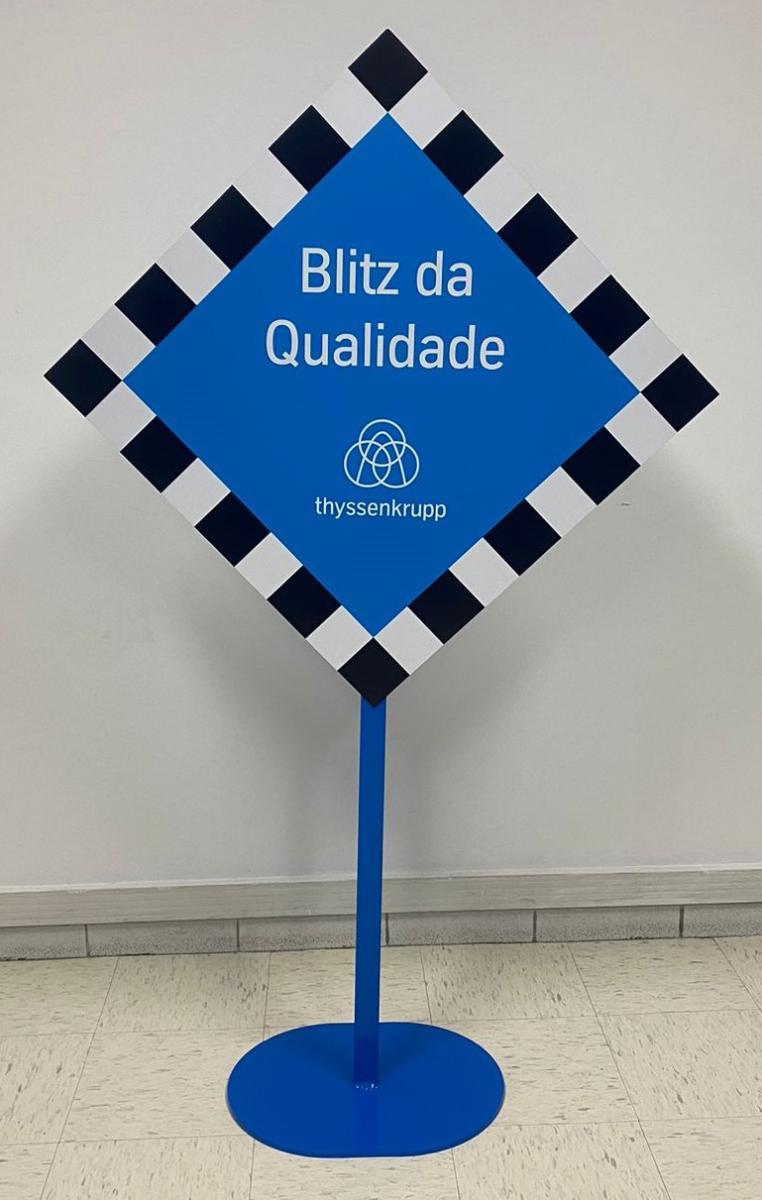 Blitz da
Qualidade
thyssenkrupp